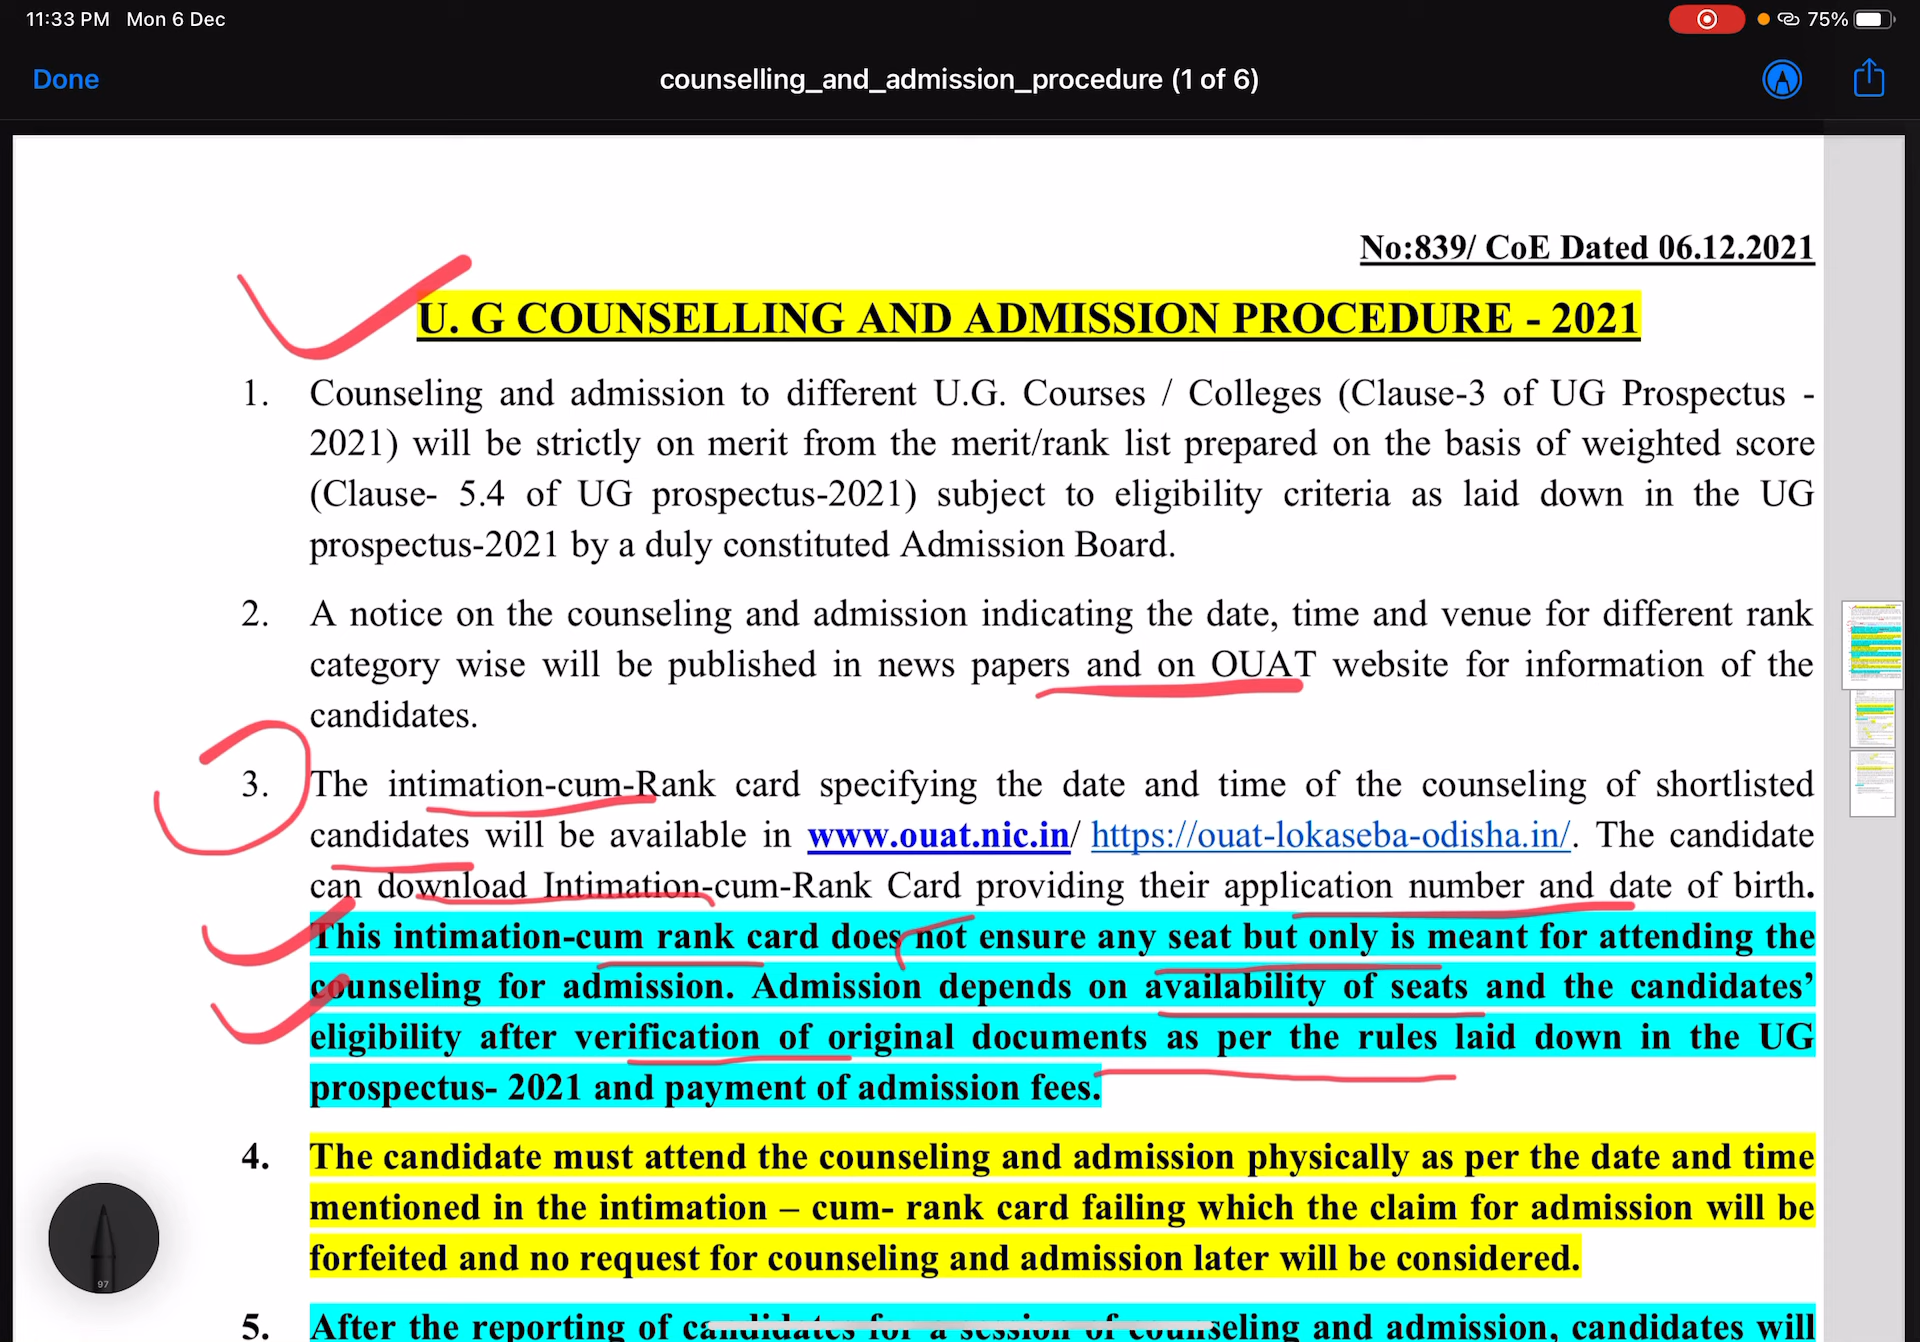 11:33 PM Mon 6 Dec
75%
Done
counselling_and_admission_procedure (1 of 6)
No:839/ CoE Dated 06.12.2021
U. G COUNSELLING AND ADMISSION PROCEDURE - 2021
1. Counseling and admission to different U.G. Courses / Colleges (Clause-3 of UG Prospectus -
2021) will be strictly on merit from the merit/rank list prepared on the basis of weighted score
(Clause- 5.4 of UG prospectus-2021) subject to eligibility criteria as laid down in the UG
prospectus-2021 by a duly constituted Admission Board.
2. A notice on the counseling and admission indicating the date, time and venue for different rank
category wise will be published in news papers and on OUAT website for information of the
candidates.
3. The intimation-cum-Rank card specifying the date and time of the counseling of shortlisted
candidates will be available in www.ouat.nic.in/ https://ouat-lokaseba-odisha.in/. The candidate
can download Intimation-cum-Rank Card providing their application number and date of birth.
This intimation-cum rank card does not ensure any seat but only is meant for attending the
counseling for admission. Admission depends on availability of seats and the candidates’
eligibility after verification of original documents as per the rules laid down in the UG
prospectus- 2021 and payment of admission fees.
4. The candidate must attend the counseling and admission physically as per the date and time
mentioned in the intimation – cum- rank card failing which the claim for admission will be
forfeited and no request for counseling and admission later will be considered.
97
5. After the reporting of candidates for a session of counseling and admission, candidates will